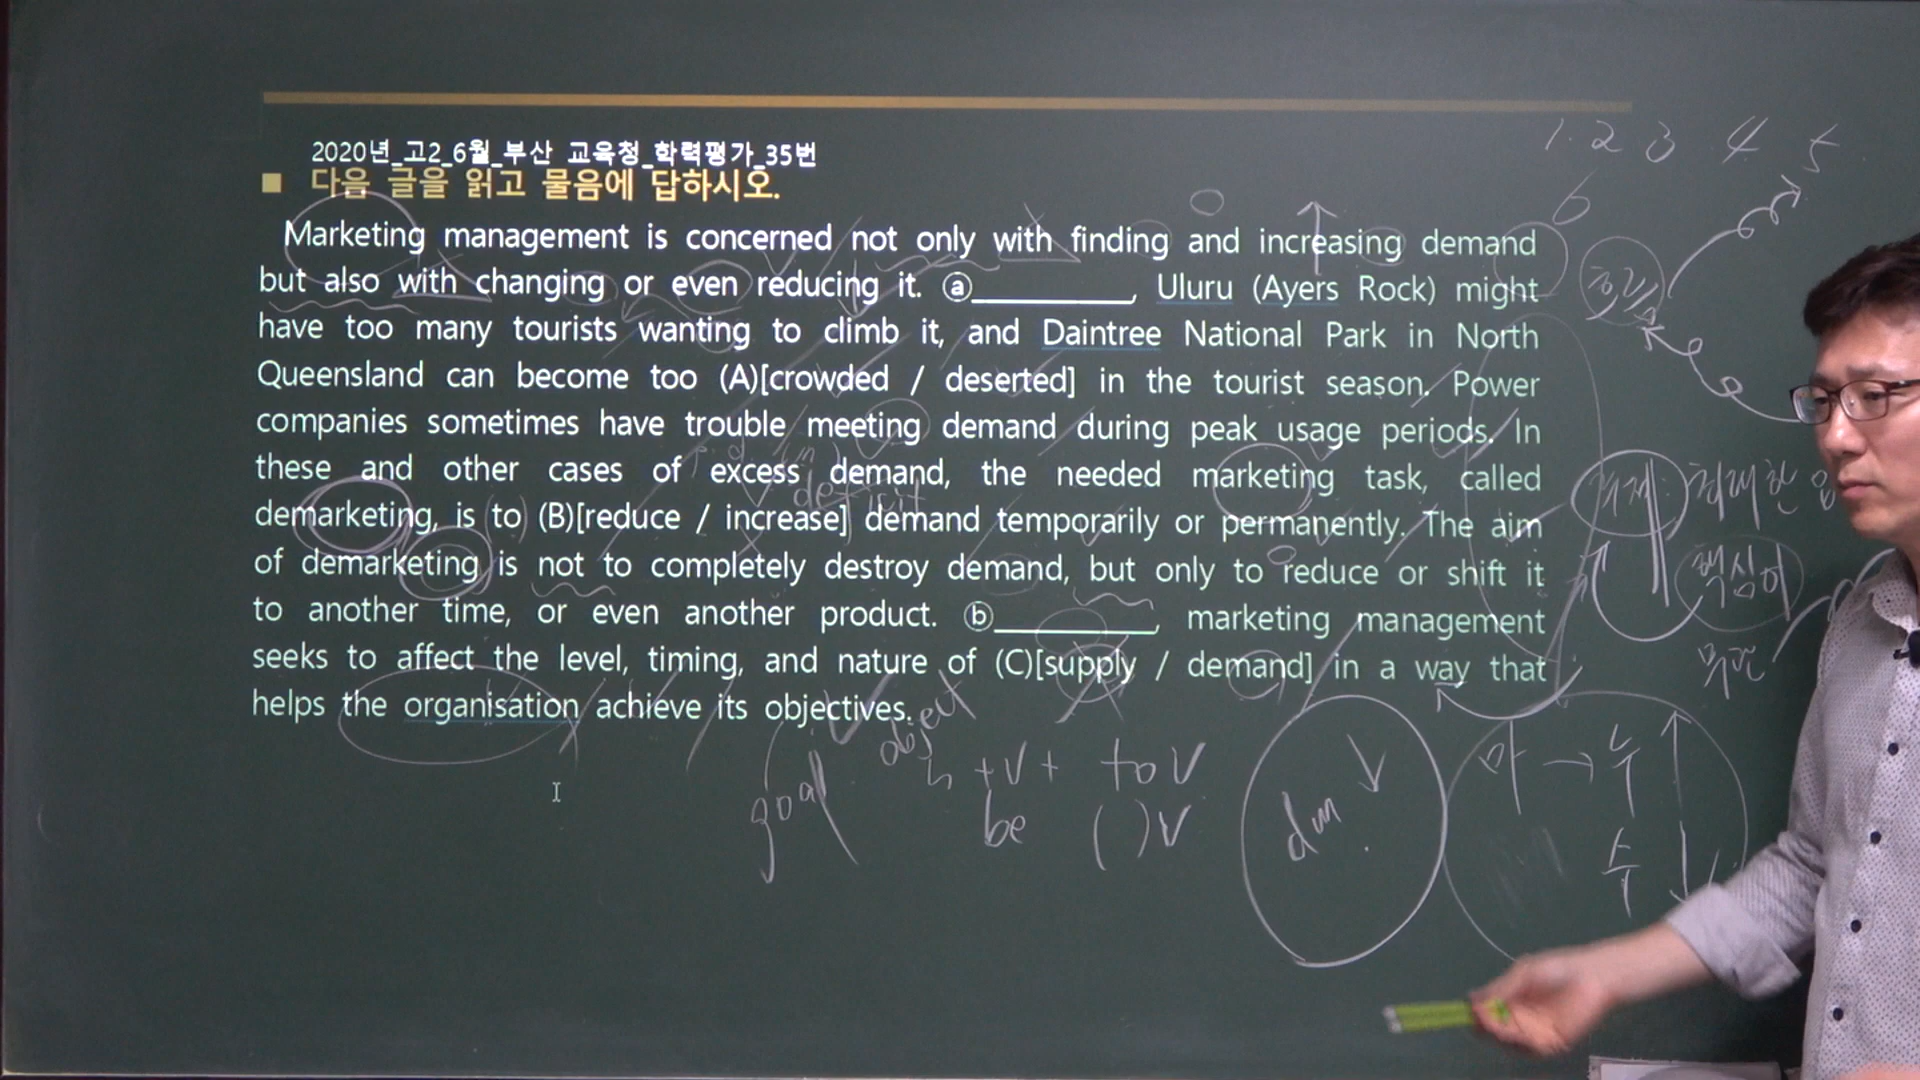 2020년_고2_6월_부산 교육청_학력평가_35번
■ 다음 글을 읽고 물음에 답하시오.
Marketing management is concerned not only with finding and increasing demand
but also with changing or even reducing it. ⓐ__________, Uluru (Ayers Rock) might
have too many tourists wanting to climb it, and Daintree National Park in North
Queensland can become too (A)[crowded / deserted] in the tourist season. Power
companies sometimes have trouble meeting demand during peak usage periods. In
these and other cases of excess demand, the needed marketing task, called
demarketing, is to (B)[reduce / increase] demand temporarily or permanently. The aim
of demarketing is not to completely destroy demand, but only to reduce or shift it
to another time, or even another product. ⓑ__________, marketing management
seeks to affect the level, timing, and nature of (C)[supply / demand] in a way that
helps the organisation achieve its objectives.
1 2 3 4 5
6
deficit
object
goal
+V+ to V
be ( ) V
dm ↓
마 → 수